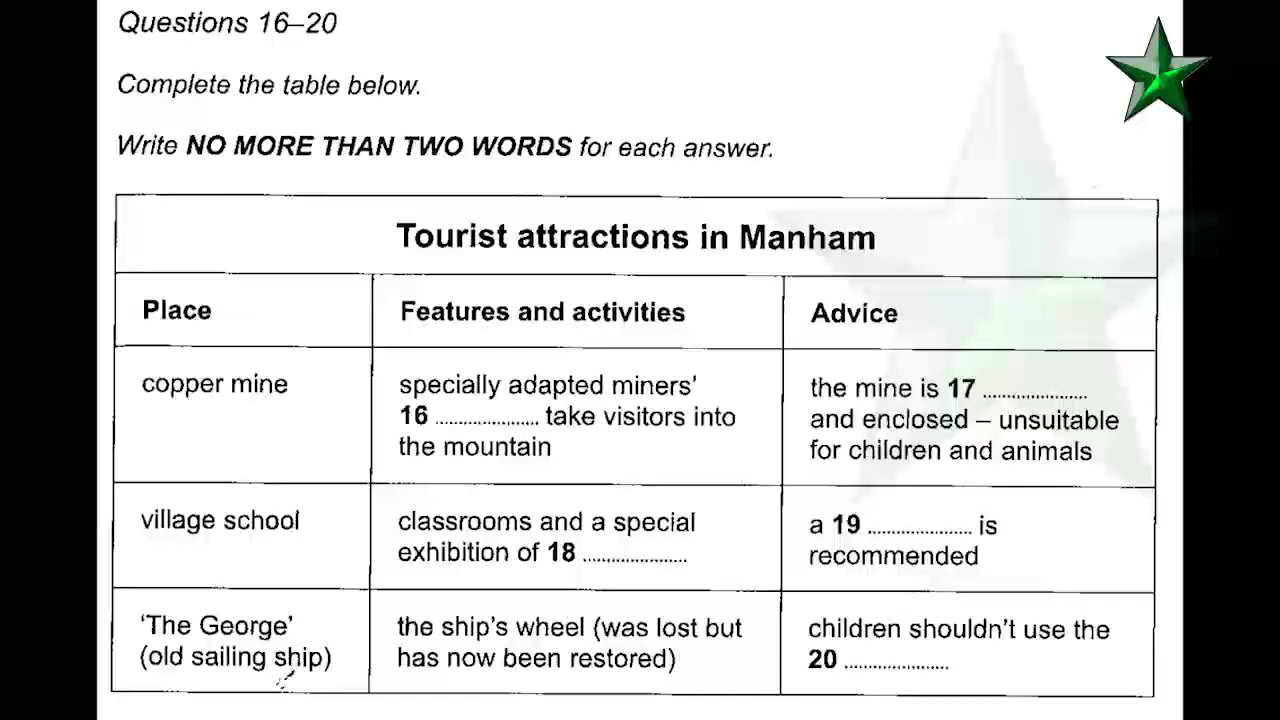 Questions 16–20
Complete the table below.
Write NO MORE THAN TWO WORDS for each answer.
Tourist attractions in Manham
Place
Features and activities
Advice
copper mine
specially adapted miners'
16 ...................... take visitors into
the mountain
the mine is 17 ......................
and enclosed – unsuitable
for children and animals
village school
classrooms and a special
exhibition of 18 ......................
a 19 ...................... is
recommended
'The George'
(old sailing ship)
the ship's wheel (was lost but
has now been restored)
children shouldn't use the
20 ......................